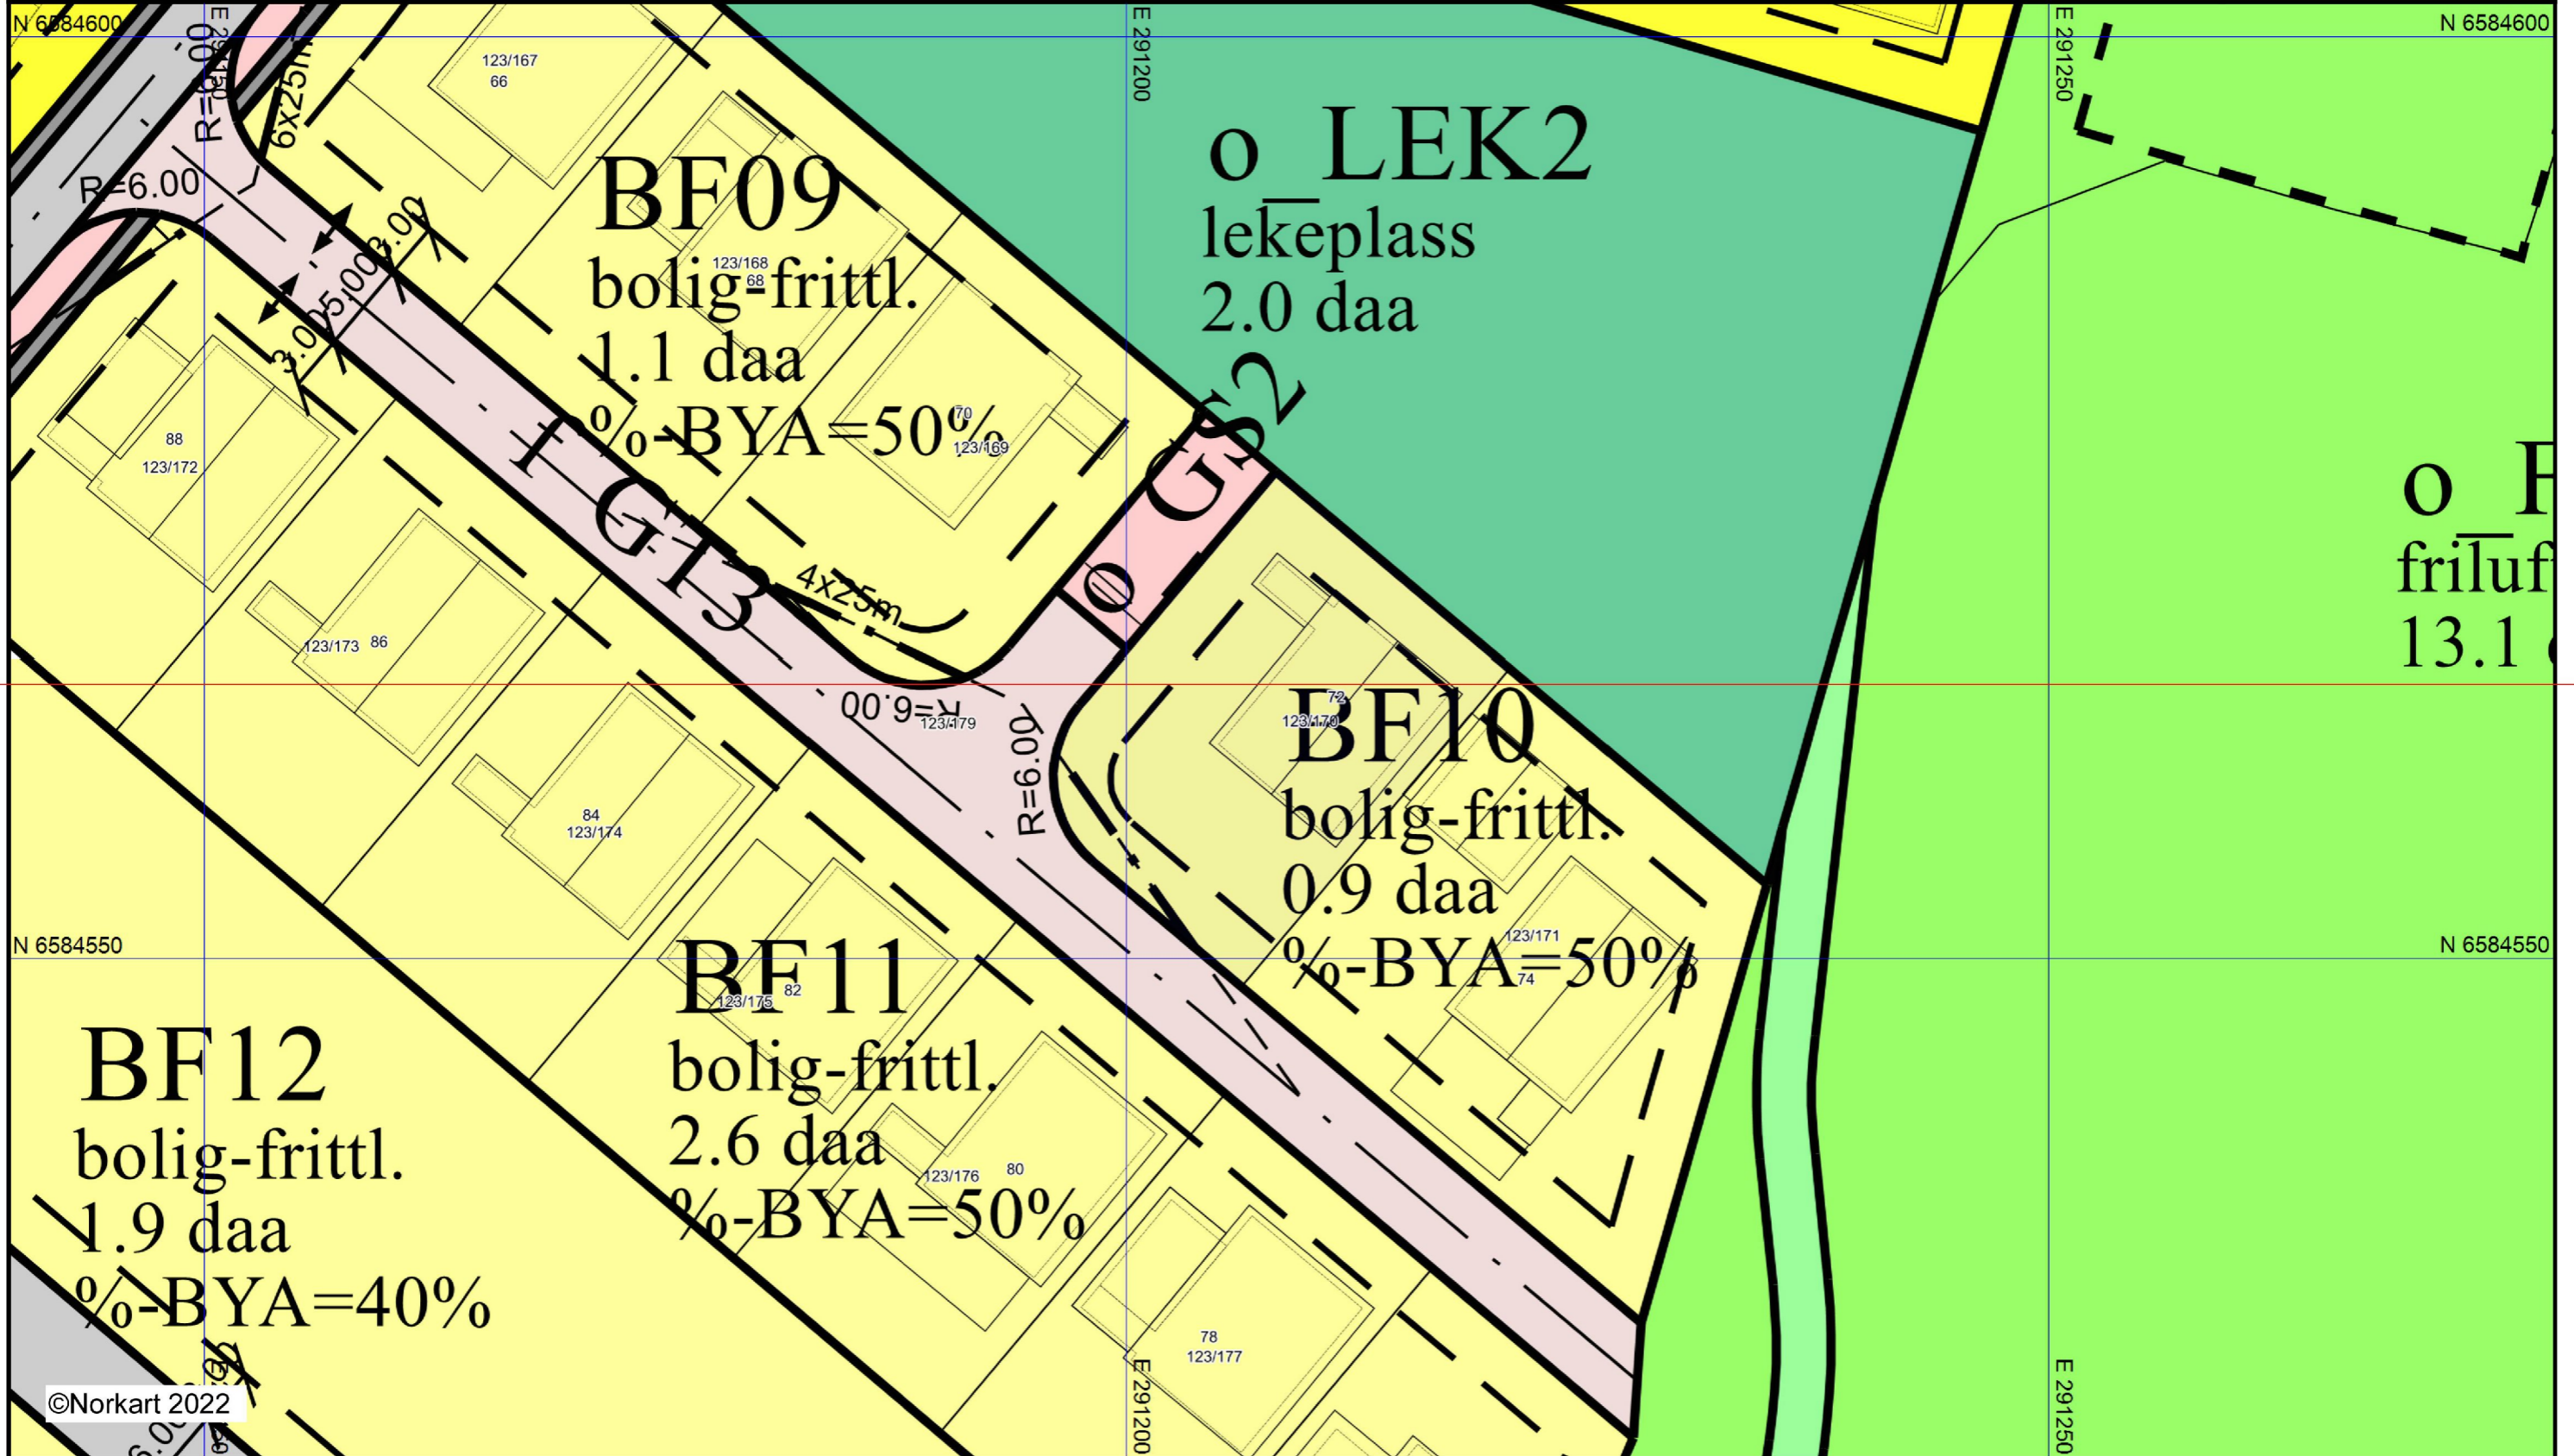 N 6584600
E 291200
E 291250
N 6584600
R=6.00
6x25m
R=6.00
3.00
5.00
3.00
123/167
66
BF09
123/168
68
bolig-frittl.
1.1 daa
%-BYA=50%
70
123/169
o_LEK2
lekeplass
2.0 daa
o_GS2
88
123/172
f_GT3
4x25m
R=6.00
123/179
R=6.00
123/173 86
84
123/174
72
123/170
BF10
bolig-frittl.
0.9 daa
%-BYA=50%
123/171
74
friluf
13.1
N 6584550
N 6584550
BF11
123/175 82
bolig-frittl.
2.6 daa
%-BYA=50%
123/176 80
BF12
bolig-frittl.
1.9 daa
%-BYA=40%
78
123/177
©Norkart 2022
E 291200
E 291250